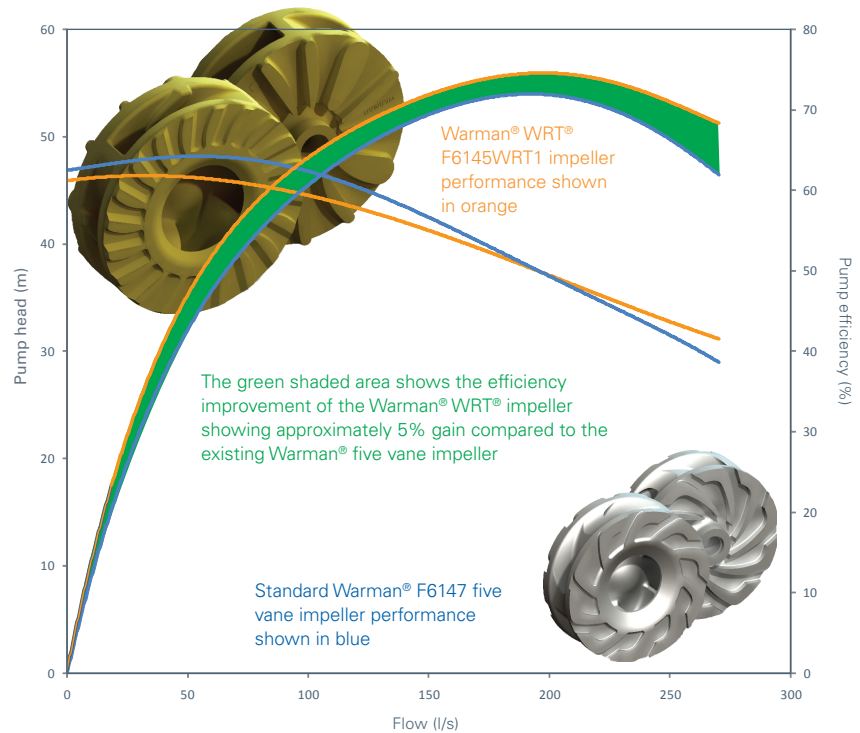 60
50
40
30
20
10
0
80
70
60
50
40
30
20
10
0
0
50
100
150
200
250
300
Pump head (m)
Pump efficiency (%)
Flow (l/s)
Warman® WRT®
F6145WRT1 impeller
performance shown
in orange
The green shaded area shows the efficiency
improvement of the Warman® WRT® impeller
showing approximately 5% gain compared to the
existing Warman® five vane impeller
Standard Warman® F6147 five
vane impeller performance
shown in blue